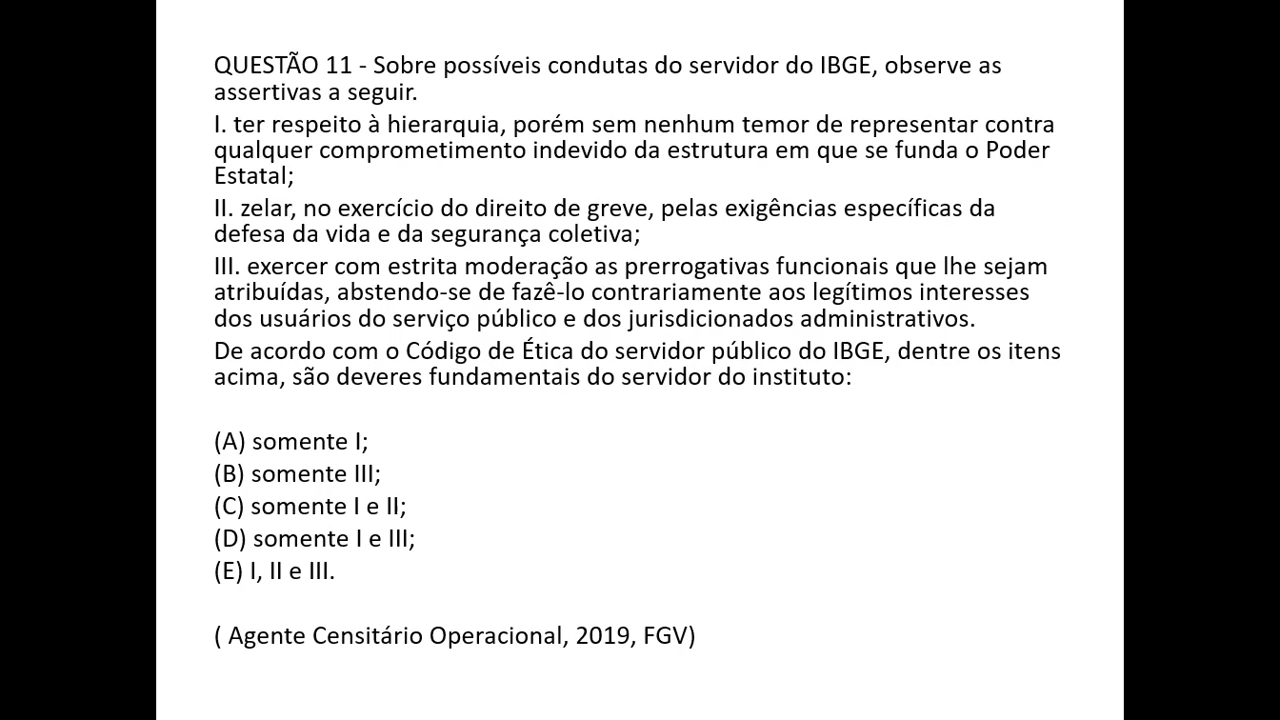 QUESTÃO 11 - Sobre possíveis condutas do servidor do IBGE, observe as
assertivas a seguir.
I. ter respeito à hierarquia, porém sem nenhum temor de representar contra
qualquer comprometimento indevido da estrutura em que se funda o Poder
Estatal;
II. zelar, no exercício do direito de greve, pelas exigências específicas da
defesa da vida e da segurança coletiva;
III. exercer com estrita moderação as prerrogativas funcionais que lhe sejam
atribuídas, abstendo-se de fazê-lo contrariamente aos legítimos interesses
dos usuários do serviço público e dos jurisdicionados administrativos.
De acordo com o Código de Ética do servidor público do IBGE, dentre os itens
acima, são deveres fundamentais do servidor do instituto:
(A) somente I;
(B) somente III;
(C) somente I e II;
(D) somente I e III;
(E) I, II e III.
( Agente Censitário Operacional, 2019, FGV)